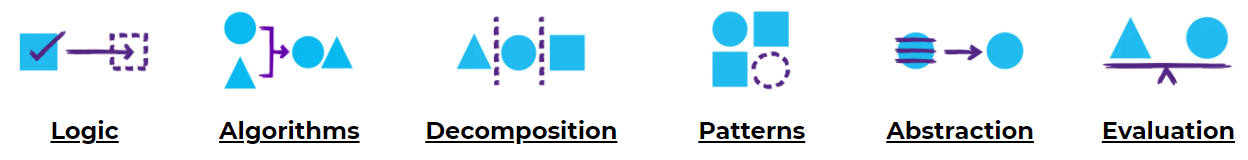 Logic Algorithms Decomposition Patterns Abstraction Evaluation